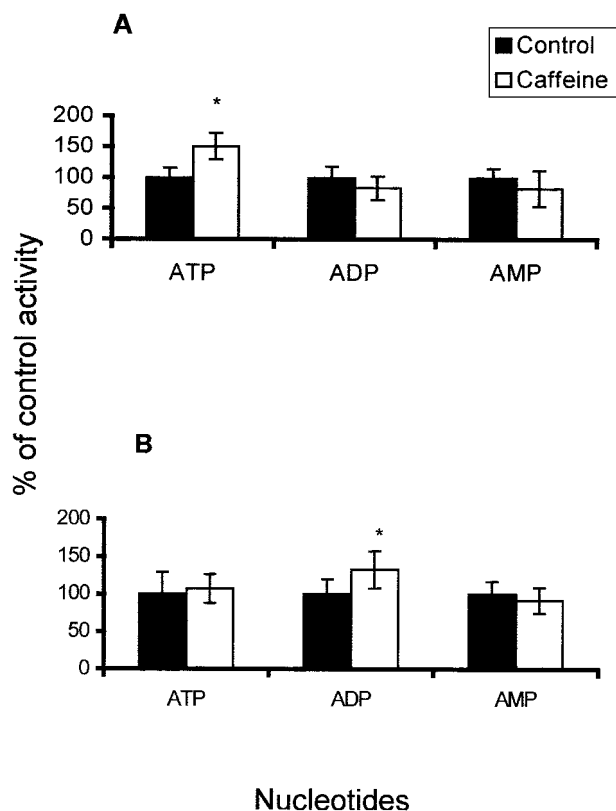 A
Control
Caffeine
*
200
150
100
50
0
ATP ADP AMP
% of control activity
B
*
200
150
100
50
0
ATP ADP AMP
Nucleotides